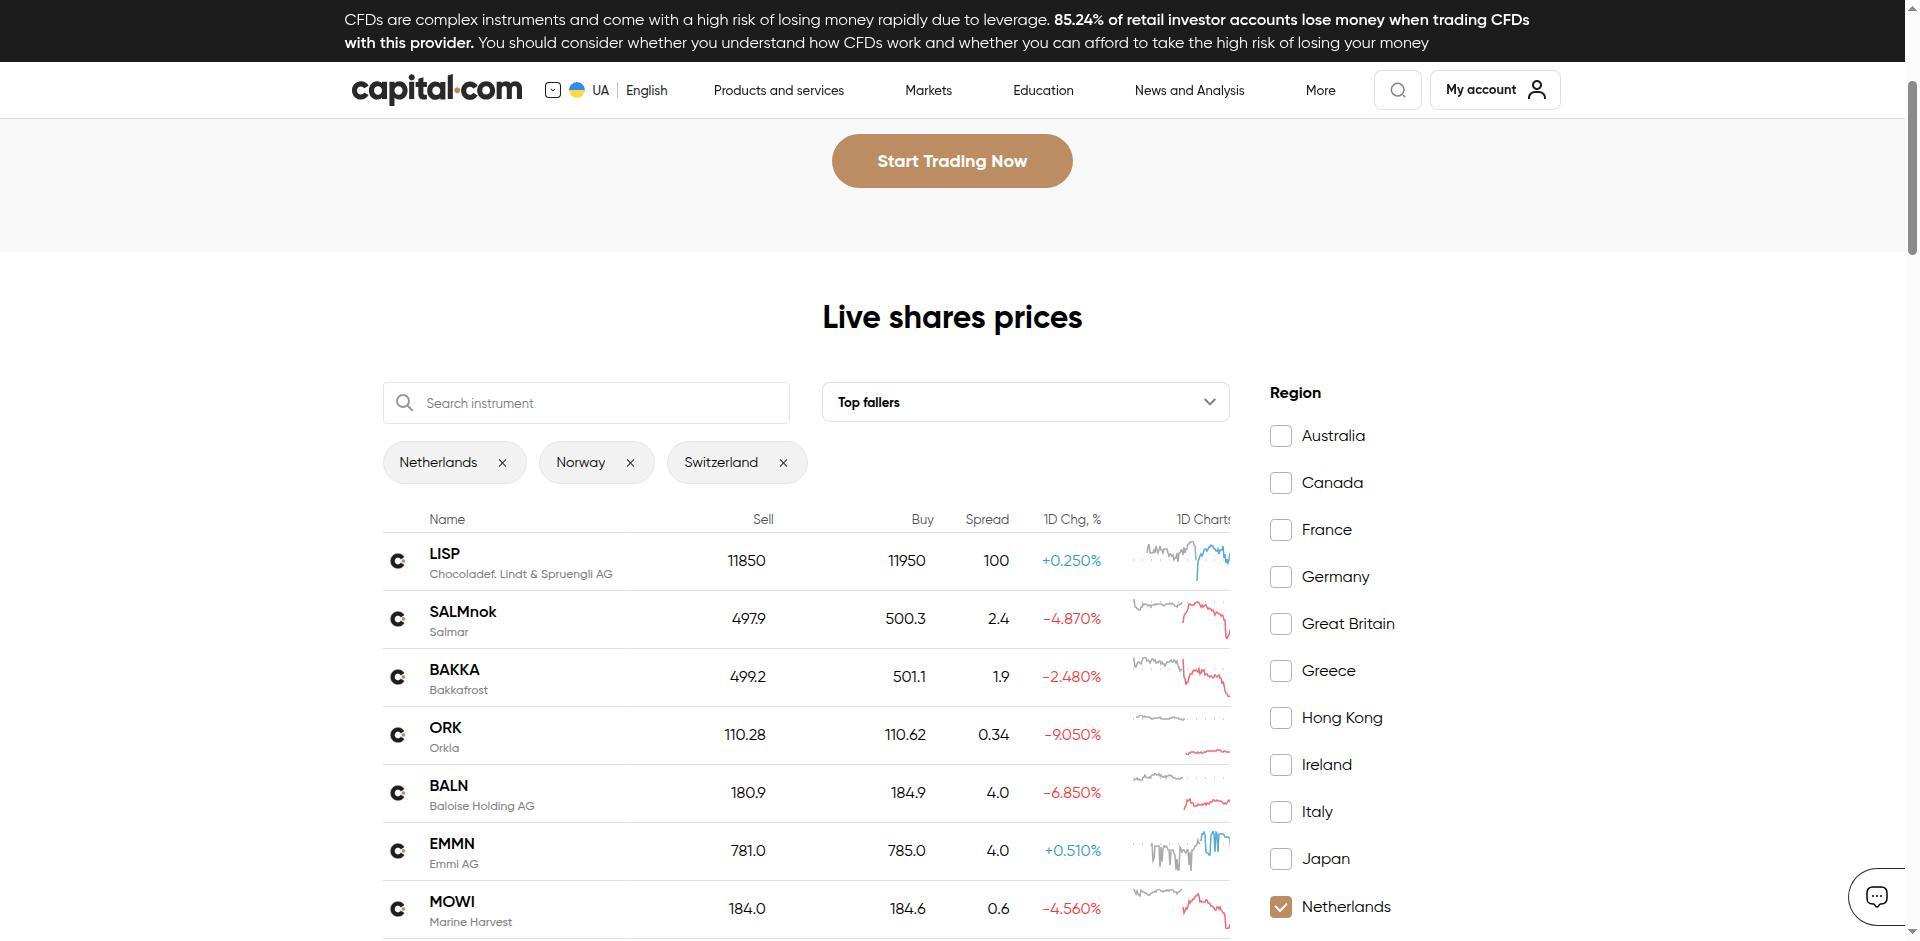 CFDs are complex instruments and come with a high risk of losing money rapidly due to leverage. 85.24% of retail investor accounts lose money when trading CFDs
with this provider. You should consider whether you understand how CFDs work and whether you can afford to take the high risk of losing your money
capital.com UA English Products and services Markets Education News and Analysis More My account
Start Trading Now
Live shares prices
Search instrument
Top fallers
Netherlands Norway Switzerland
Name Sell Buy Spread 1D Chg, % 1D Charts
LISP 11850 11950 100 +0.250%
Chocoladef. Lindt & Spruengli AG
SALMnok 497.9 500.3 2.4 -4.870%
Salmar
BAKKA 499.2 501.1 1.9 -2.480%
Bakkafrost
ORK 110.28 110.62 0.34 -9.050%
Orkla
BALN 180.9 184.9 4.0 -6.850%
Baloise Holding AG
EMMN 781.0 785.0 4.0 +0.510%
Emmi AG
MOWI 184.0 184.6 0.6 -4.560%
Marine Harvest
Region
Australia
Canada
France
Germany
Great Britain
Greece
Hong Kong
Ireland
Italy
Japan
Netherlands